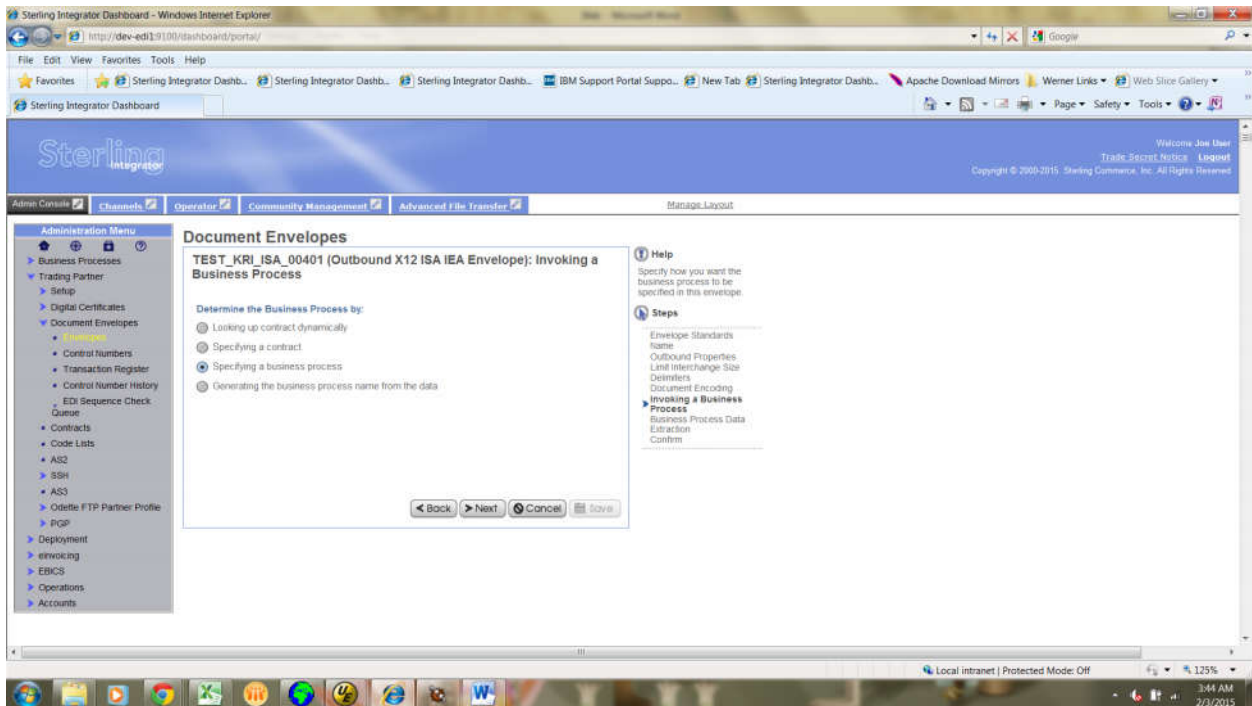 Sterling Integrator Dashboard - Windows Internet Explorer
http://dev-edi1:9100/dashboard/portal/
Google
File Edit View Favorites Tools Help
Favorites Sterling Integrator Dashb... Sterling Integrator Dashb... Sterling Integrator Dashb... IBM Support Portal Suppo... New Tab Sterling Integrator Dashb... Apache Download Mirrors Werner Links Web Slice Gallery
Sterling Integrator Dashboard
Page Safety Tools
Sterling
Integrator
Welcome Joe User
Trade Secret Notice Logout
Copyright © 2000-2015 Sterling Commerce, Inc. All Rights Reserved
Admin Console Channels Operator Community Management Advanced File Transfer Manage Layout
Administration Menu
Business Processes
Trading Partner
Setup
Digital Certificates
Document Envelopes
Envelopes
Control Numbers
Transaction Register
Control Number History
EDI Sequence Check
Queue
Contracts
Code Lists
AS2
SSH
AS3
Odette FTP Partner Profile
PGP
Deployment
eInvoicing
EBICS
Operations
Accounts
Document Envelopes
TEST_KRI_ISA_00401 (Outbound X12 ISA IEA Envelope): Invoking a
Business Process
Determine the Business Process by:
Looking up contract dynamically
Specifying a contract
Specifying a business process
Generating the business process name from the data
Back Next Cancel Save
Help
Specify how you want the
business process to be
specified in this envelope.
Steps
Envelope Standards
Name
Outbound Properties
Limit Interchange Size
Delimiters
Document Encoding
Invoking a Business
Process
Business Process Data
Extraction
Confirm
Local intranet | Protected Mode: Off
125%
3:44 AM
2/3/2015